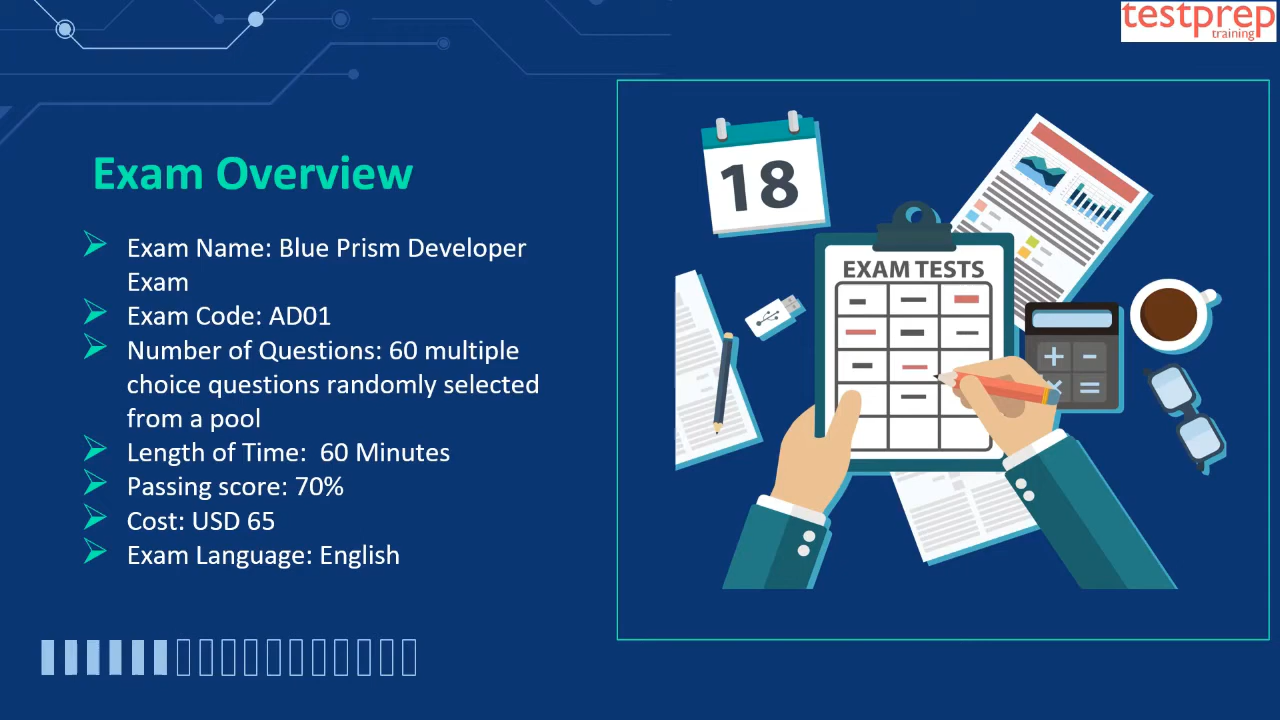 testprep
training
Exam Overview
Exam Name: Blue Prism Developer
Exam
Exam Code: AD01
Number of Questions: 60 multiple
choice questions randomly selected
from a pool
Length of Time:  60 Minutes
Passing score: 70%
Cost: USD 65
Exam Language: English
18
EXAM TESTS